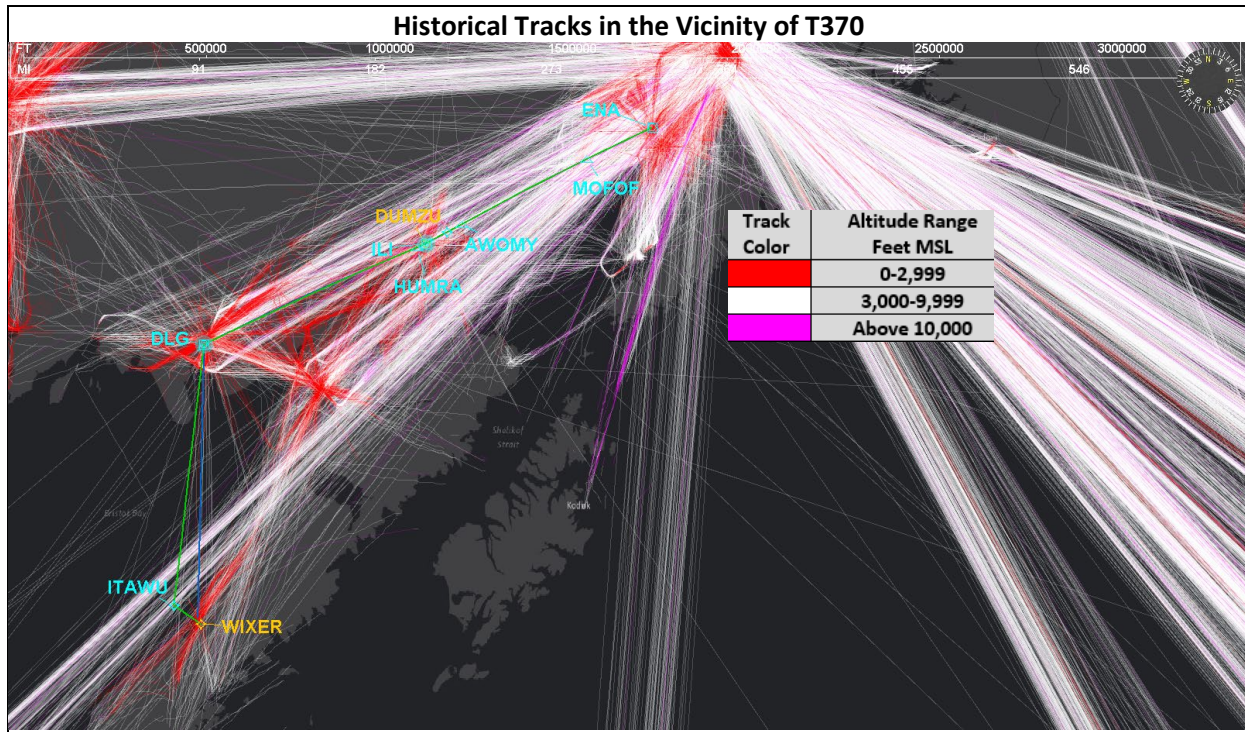 Historical Tracks in the Vicinity of T370
FT 500000 1000000 1500000 2500000 3000000
MI 91 182 273 495 546
ENA
MOFOF
DUMZU
ILI
AWOMY
HUMRA
DLG
Track Color
Altitude Range Feet MSL
0-2,999
3,000-9,999
Above 10,000
Shelikof
Strait
Kodiak
Bristol Bay
ITAWU
WIXER